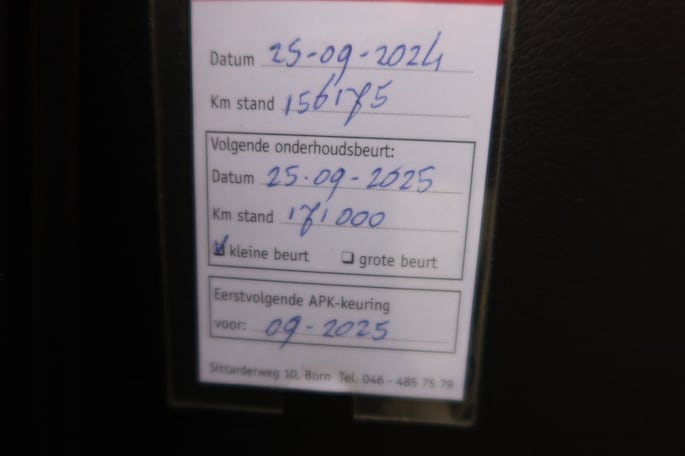 Datum 25-09-2024
Km stand 156175
Volgende onderhoudsbeurt:
Datum 25-09-2025
Km stand 171000
kleine beurt grote beurt
Eerstvolgende APK-keuring
voor: 09-2025
Sittarderweg 10, Born Tel. 046 - 485 75 79